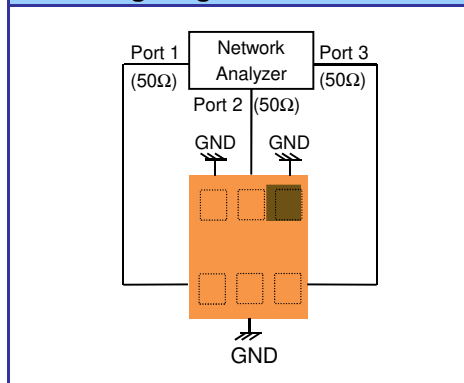 Port 1
Network
Analyzer
Port 3
(50Ω)
(50Ω)
Port 2
(50Ω)
GND
GND
GND